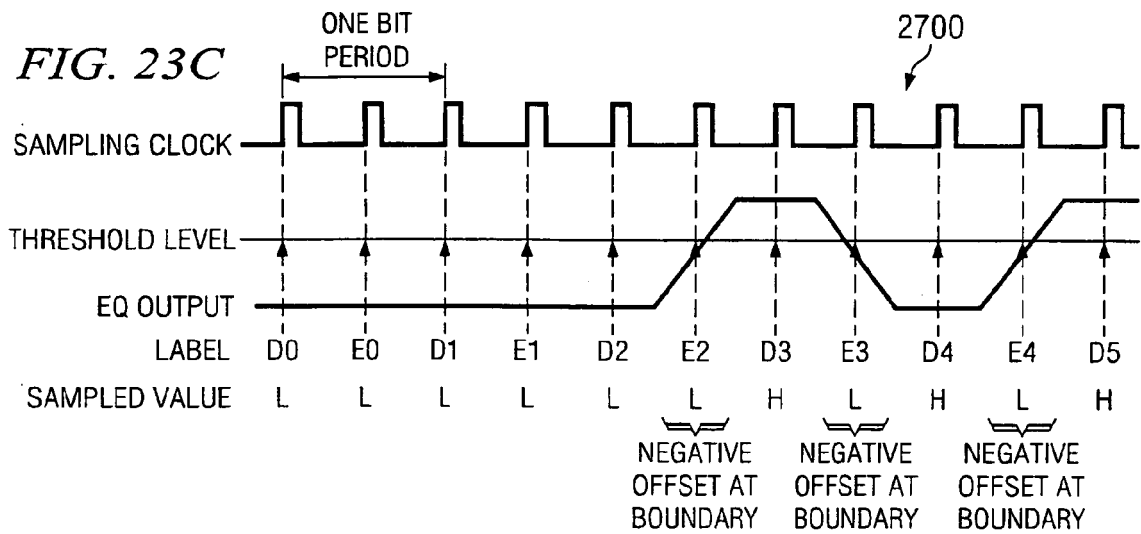 FIG. 23C
ONE BIT
PERIOD
2700
SAMPLING CLOCK
THRESHOLD LEVEL
EQ OUTPUT
LABEL D0 E0 D1 E1 D2 E2 D3 E3 D4 E4 D5
SAMPLED VALUE L L L L L L H L H L H
NEGATIVE OFFSET AT BOUNDARY
NEGATIVE OFFSET AT BOUNDARY
NEGATIVE OFFSET AT BOUNDARY